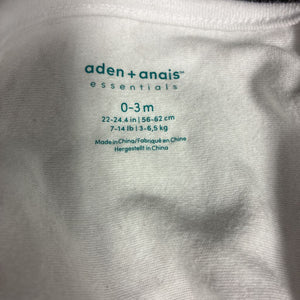 aden + anais™
essentials
0-3 m
22-24.4 in | 56-62 cm
7-14 lb | 3-6,5 kg
Made in China/Fabriqué en Chine
Hergestellt in China